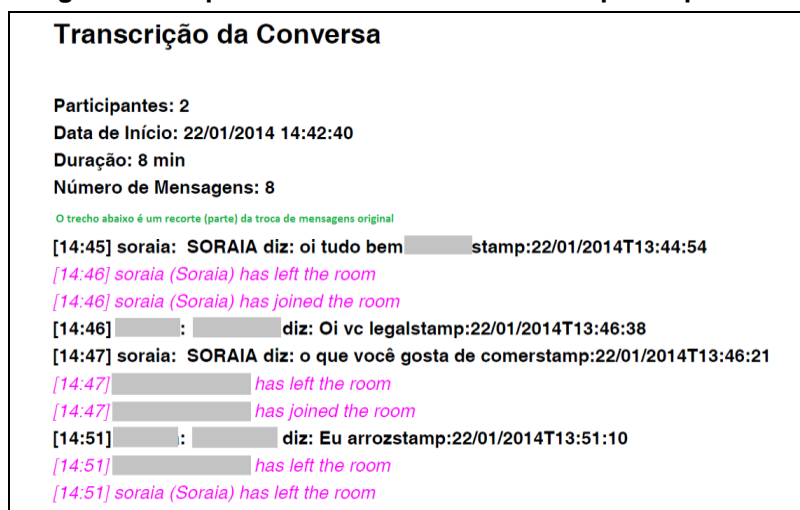 Transcrição da Conversa
Participantes: 2
Data de Início: 22/01/2014 14:42:40
Duração: 8 min
Número de Mensagens: 8
O trecho abaixo é um recorte (parte) da troca de mensagens original
[14:45] soraia: SORAIA diz: oi tudo bem stamp:22/01/2014T13:44:54
[14:46] soraia (Soraia) has left the room
[14:46] soraia (Soraia) has joined the room
[14:46] : diz: Oi vc legalstamp:22/01/2014T13:46:38
[14:47] soraia: SORAIA diz: o que você gosta de comerstamp:22/01/2014T13:46:21
[14:47] has left the room
[14:47] has joined the room
[14:51] : diz: Eu arrozstamp:22/01/2014T13:51:10
[14:51] has left the room
[14:51] soraia (Soraia) has left the room